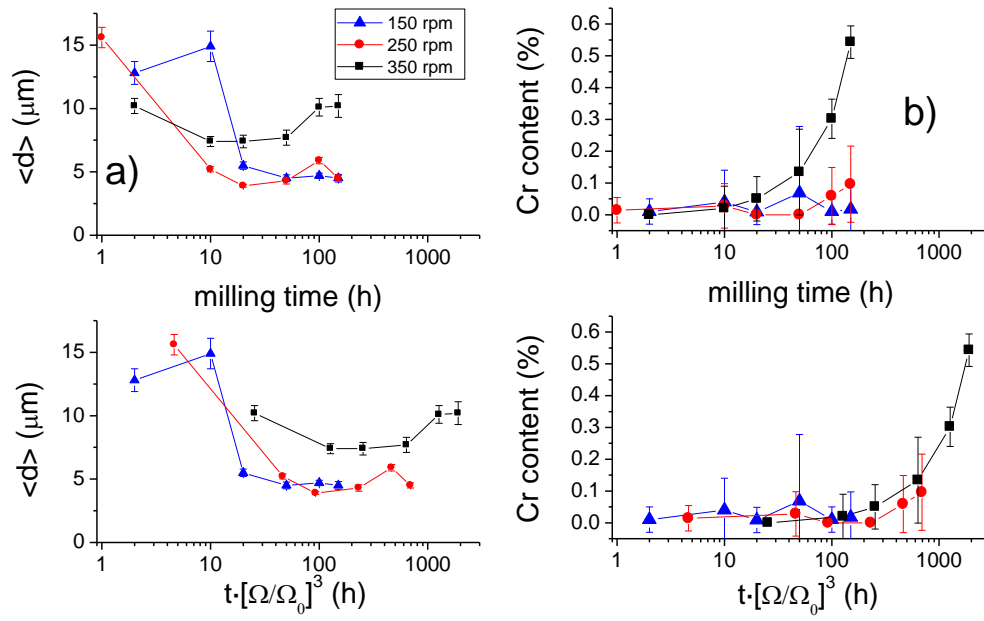 a)
<d> (μm)
15
10
5
0
1
10
100
1000
milling time (h)
150 rpm
250 rpm
350 rpm
b)
Cr content (%)
0.6
0.5
0.4
0.3
0.2
0.1
0.0
1
10
100
1000
milling time (h)
<d> (μm)
15
10
5
0
1
10
100
1000
t·[Ω/Ω₀]³ (h)
Cr content (%)
0.6
0.5
0.4
0.3
0.2
0.1
0.0
1
10
100
1000
t·[Ω/Ω₀]³ (h)